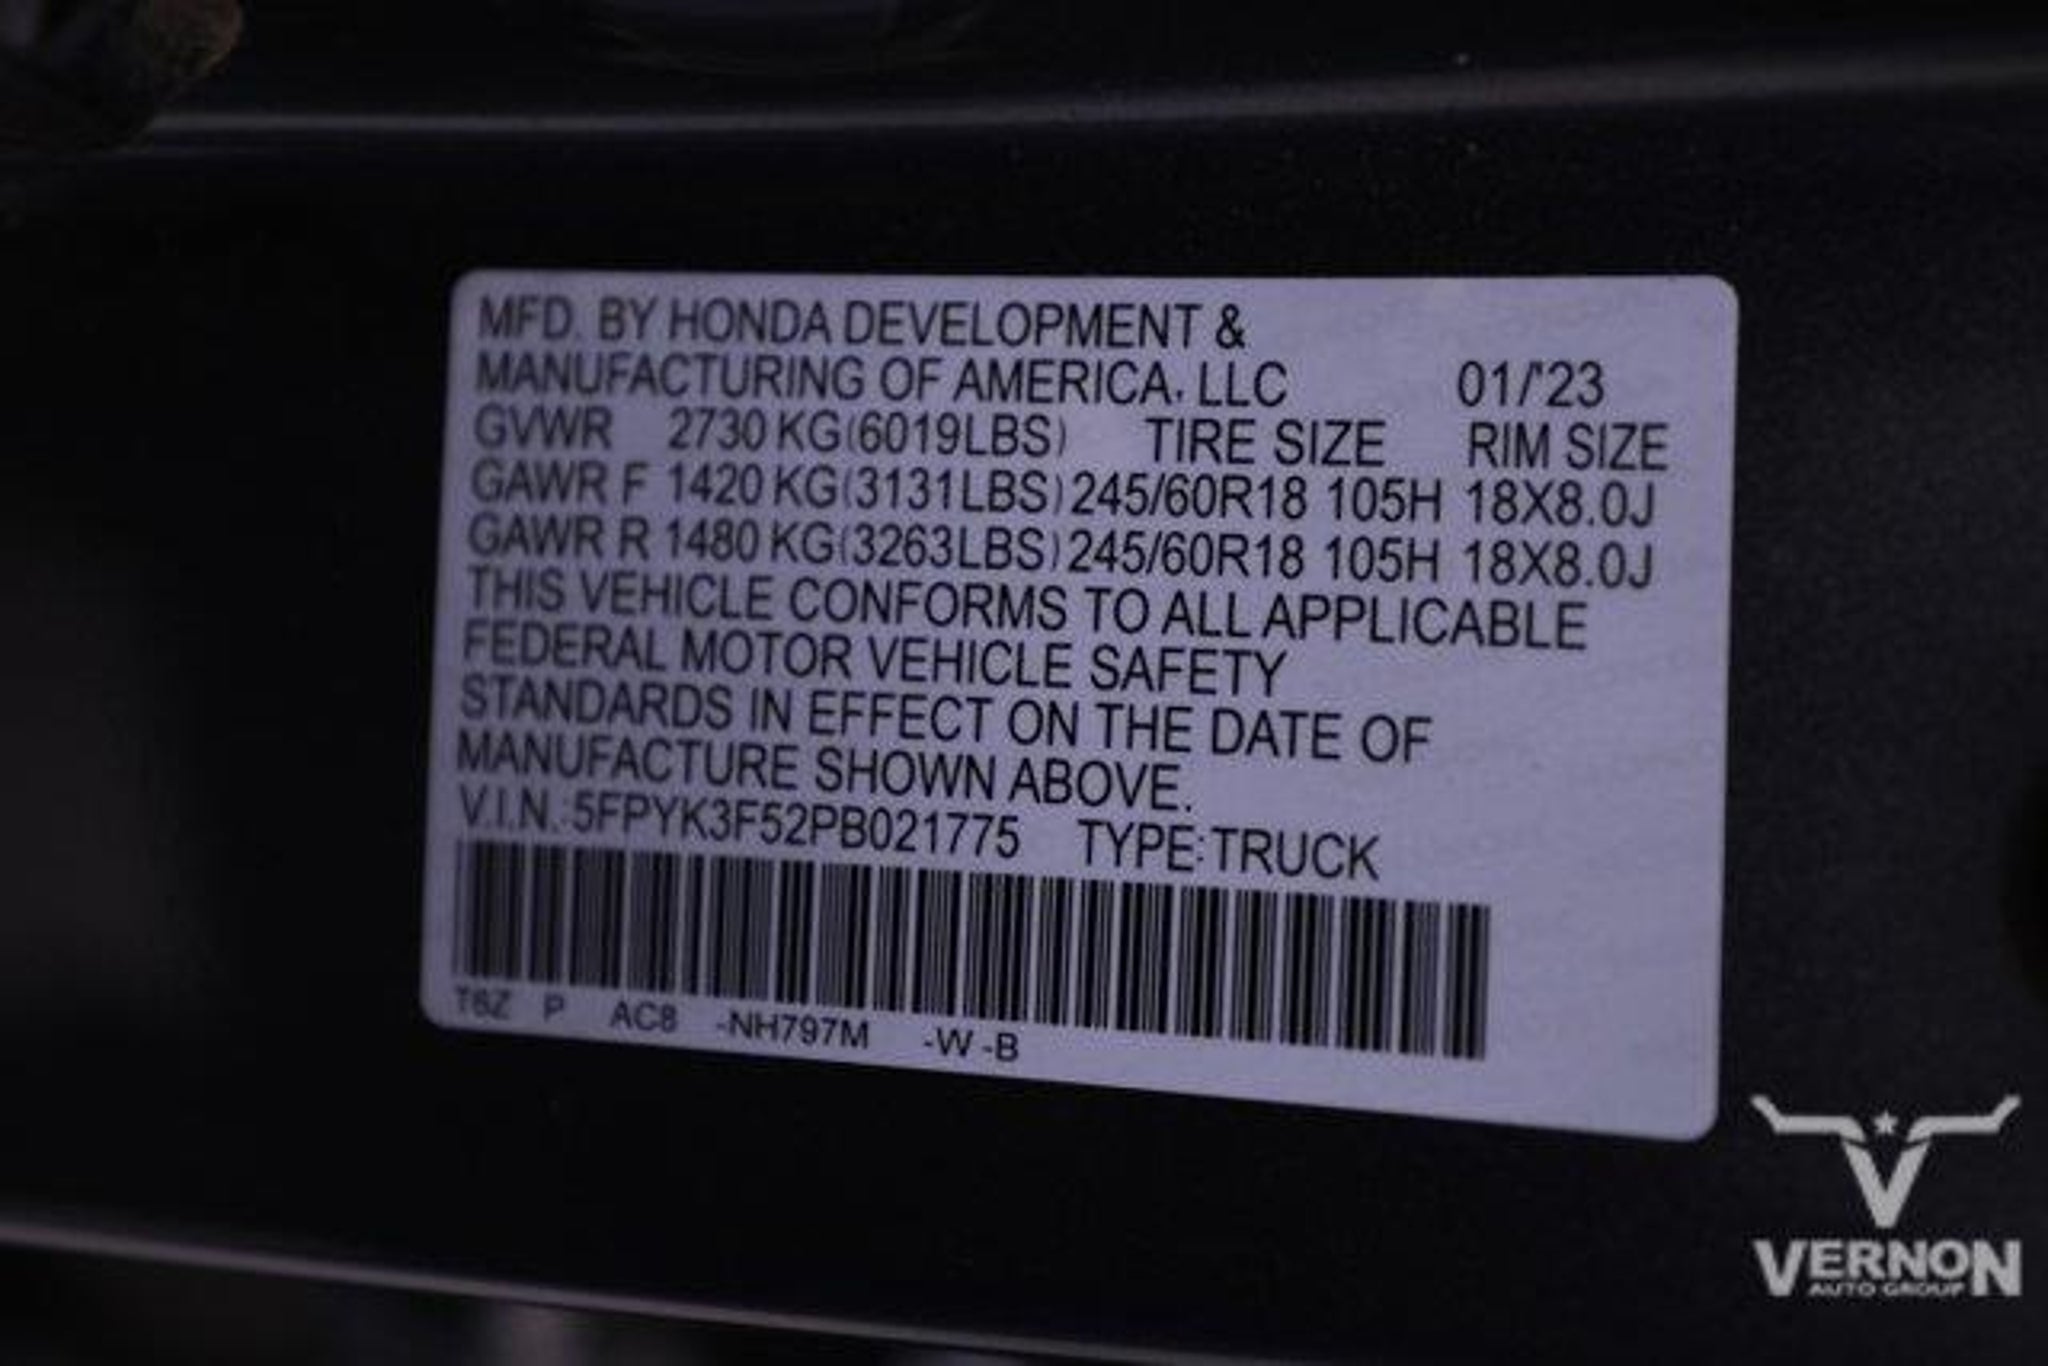 MFD. BY HONDA DEVELOPMENT &
MANUFACTURING OF AMERICA, LLC 01/'23
GVWR 2730 KG(6019LBS) TIRE SIZE RIM SIZE
GAWR F 1420 KG(3131LBS) 245/60R18 105H 18X8.0J
GAWR R 1480 KG(3263LBS) 245/60R18 105H 18X8.0J
THIS VEHICLE CONFORMS TO ALL APPLICABLE
FEDERAL MOTOR VEHICLE SAFETY
STANDARDS IN EFFECT ON THE DATE OF
MANUFACTURE SHOWN ABOVE.
V.I.N.: 5FPYK3F52PB021775 TYPE: TRUCK
T6Z P AC8 -NH797M -W -B
VERNON
AUTO GROUP